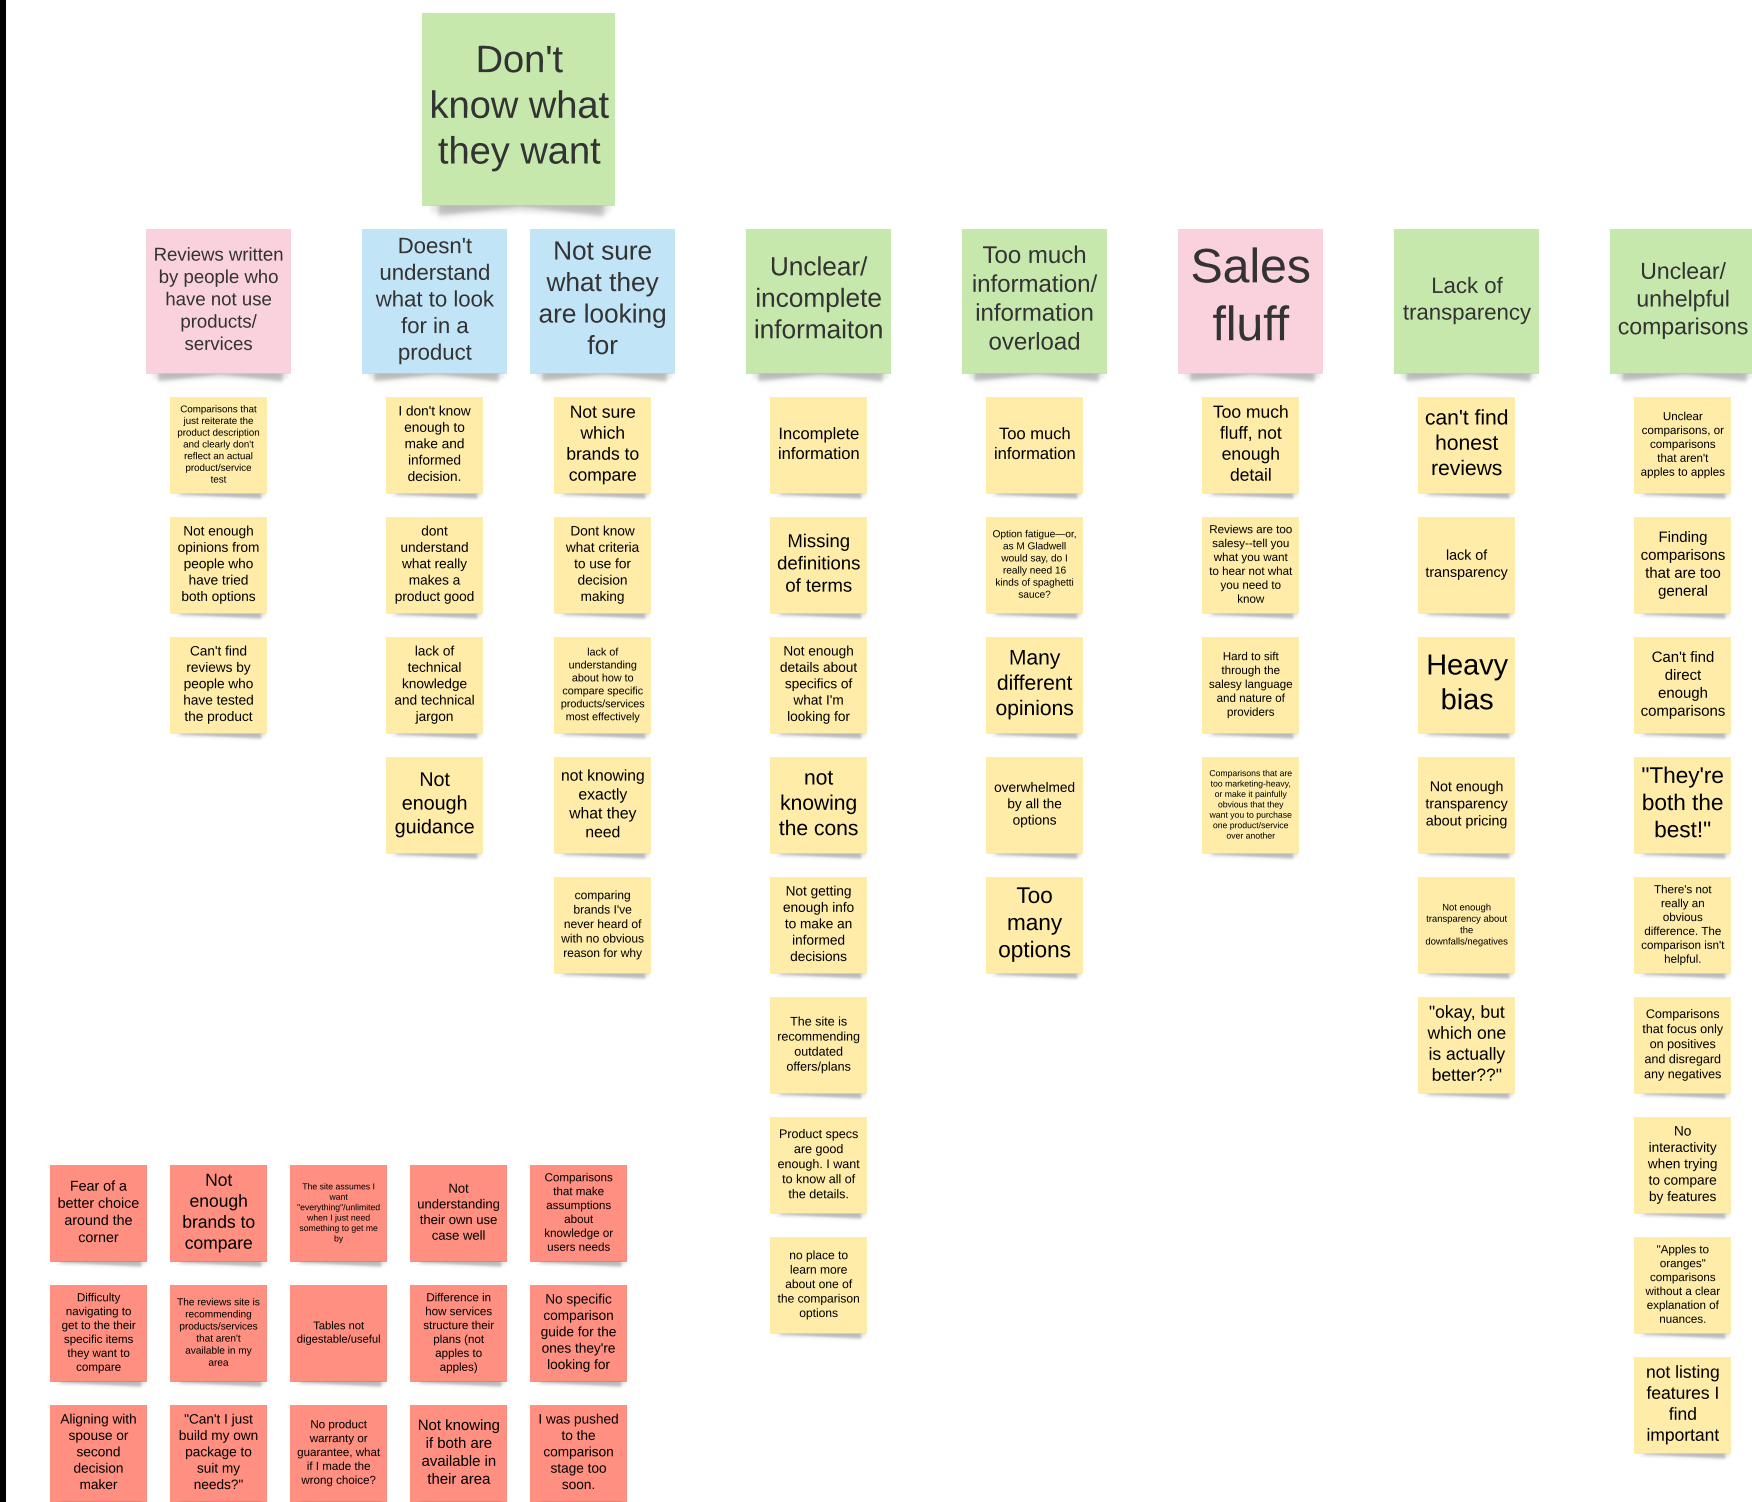 Don't
know what
they want
Reviews written
by people who
have not use
products/
services
Doesn't
understand
what to look
for in a
product
Not sure
what they
are looking
for
Unclear/
incomplete
informaiton
Too much
information/
information
overload
Sales
fluff
Lack of
transparency
Unclear/
unhelpful
comparisons
Comparisons that
just reiterate the
product description
and clearly don't
reflect an actual
product/service
test
I don't know
enough to
make and
informed
decision.
Not sure
which
brands to
compare
Incomplete
information
Too much
information
Too much
fluff, not
enough
detail
can't find
honest
reviews
Unclear
comparisons, or
comparisons
that aren't
apples to apples
Not enough
opinions from
people who
have tried
both options
dont
understand
what really
makes a
product good
Dont know
what criteria
to use for
decision
making
Missing
definitions
of terms
Option fatigue—or,
as M Gladwell
would say, do I
really need 16
kinds of spaghetti
sauce?
Reviews are too
salesy--tell you
what you want
to hear not what
you need to
know
lack of
transparency
Finding
comparisons
that are too
general
Can't find
reviews by
people who
have tested
the product
lack of
technical
knowledge
and technical
jargon
lack of
understanding
about how to
compare specific
products/services
most effectively
Not enough
details about
specifics of
what I'm
looking for
Many
different
opinions
Hard to sift
through the
salesy language
and nature of
providers
Heavy
bias
Can't find
direct
enough
comparisons
Not
enough
guidance
not knowing
exactly
what they
need
not
knowing
the cons
overwhelmed
by all the
options
Comparisons that are
too marketing-heavy,
or make it painfully
obvious that they
want you to purchase
one product/service
over another
Not enough
transparency
about pricing
"They're
both the
best!"
comparing
brands I've
never heard of
with no obvious
reason for why
Not getting
enough info
to make an
informed
decisions
Too
many
options
Not enough
transparency about
the
downfalls/negatives
There's not
really an
obvious
difference. The
comparison isn't
helpful.
The site is
recommending
outdated
offers/plans
"okay, but
which one
is actually
better??"
Comparisons
that focus only
on positives
and disregard
any negatives
Product specs
are good
enough. I want
to know all of
the details.
No
interactivity
when trying
to compare
by features
no place to
learn more
about one of
the comparison
options
"Apples to
oranges"
comparisons
without a clear
explanation of
nuances.
not listing
features I
find
important
Fear of a
better choice
around the
corner
Not
enough
brands to
compare
The site assumes I
want
"everything"/unlimited
when I just need
something to get me
by
Not
understanding
their own use
case well
Comparisons
that make
assumptions
about
knowledge or
users needs
Difficulty
navigating to
get to the their
specific items
they want to
compare
The reviews site is
recommending
products/services
that aren't
available in my
area
Tables not
digestable/useful
Difference in
how services
structure their
plans (not
apples to
apples)
No specific
comparison
guide for the
ones they're
looking for
Aligning with
spouse or
second
decision
maker
"Can't I just
build my own
package to
suit my
needs?"
No product
warranty or
guarantee, what
if I made the
wrong choice?
Not knowing
if both are
available in
their area
I was pushed
to the
comparison
stage too
soon.